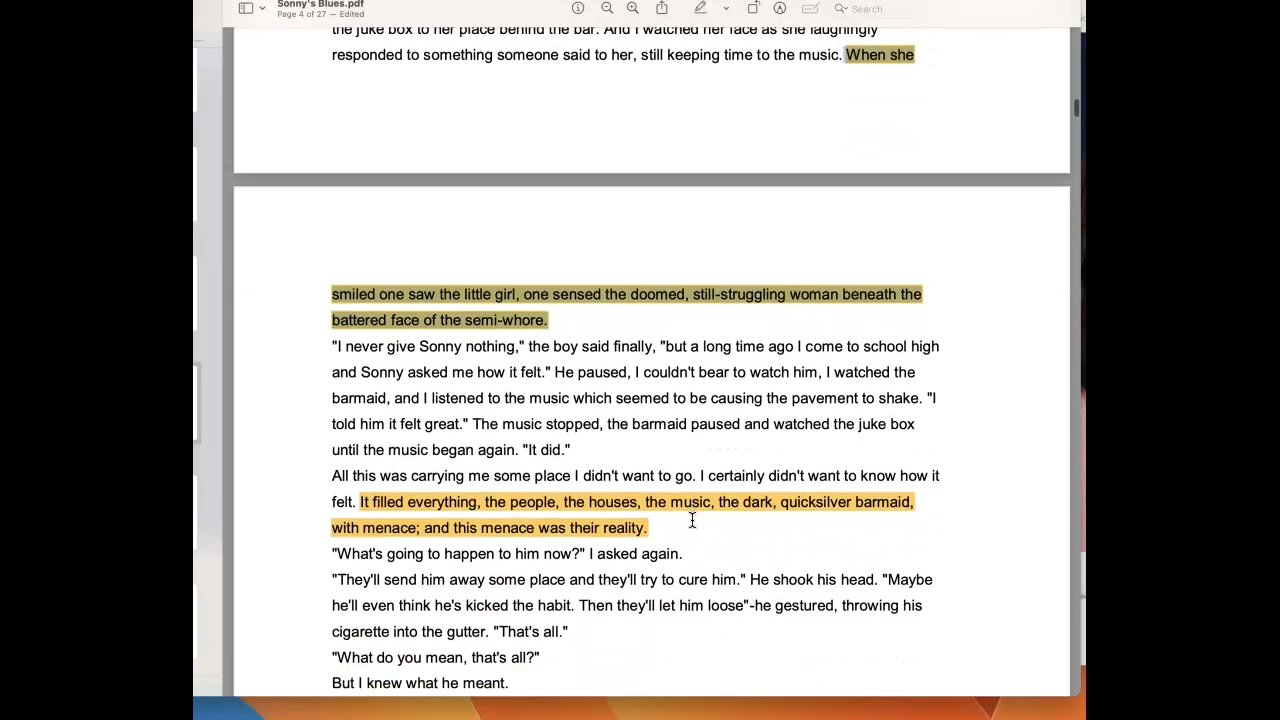 Sonny's Blues.pdf
Page 4 of 27 — Edited
Search
the juke box to her place behind the bar. And I watched her face as she laughingly
responded to something someone said to her, still keeping time to the music. When she
smiled one saw the little girl, one sensed the doomed, still-struggling woman beneath the
battered face of the semi-whore.
"I never give Sonny nothing," the boy said finally, "but a long time ago I come to school high
and Sonny asked me how it felt." He paused, I couldn't bear to watch him, I watched the
barmaid, and I listened to the music which seemed to be causing the pavement to shake. "I
told him it felt great." The music stopped, the barmaid paused and watched the juke box
until the music began again. "It did."
All this was carrying me some place I didn't want to go. I certainly didn't want to know how it
felt. It filled everything, the people, the houses, the music, the dark, quicksilver barmaid,
with menace; and this menace was their reality.
"What's going to happen to him now?" I asked again.
"They'll send him away some place and they'll try to cure him." He shook his head. "Maybe
he'll even think he's kicked the habit. Then they'll let him loose"-he gestured, throwing his
cigarette into the gutter. "That's all."
"What do you mean, that's all?"
But I knew what he meant.